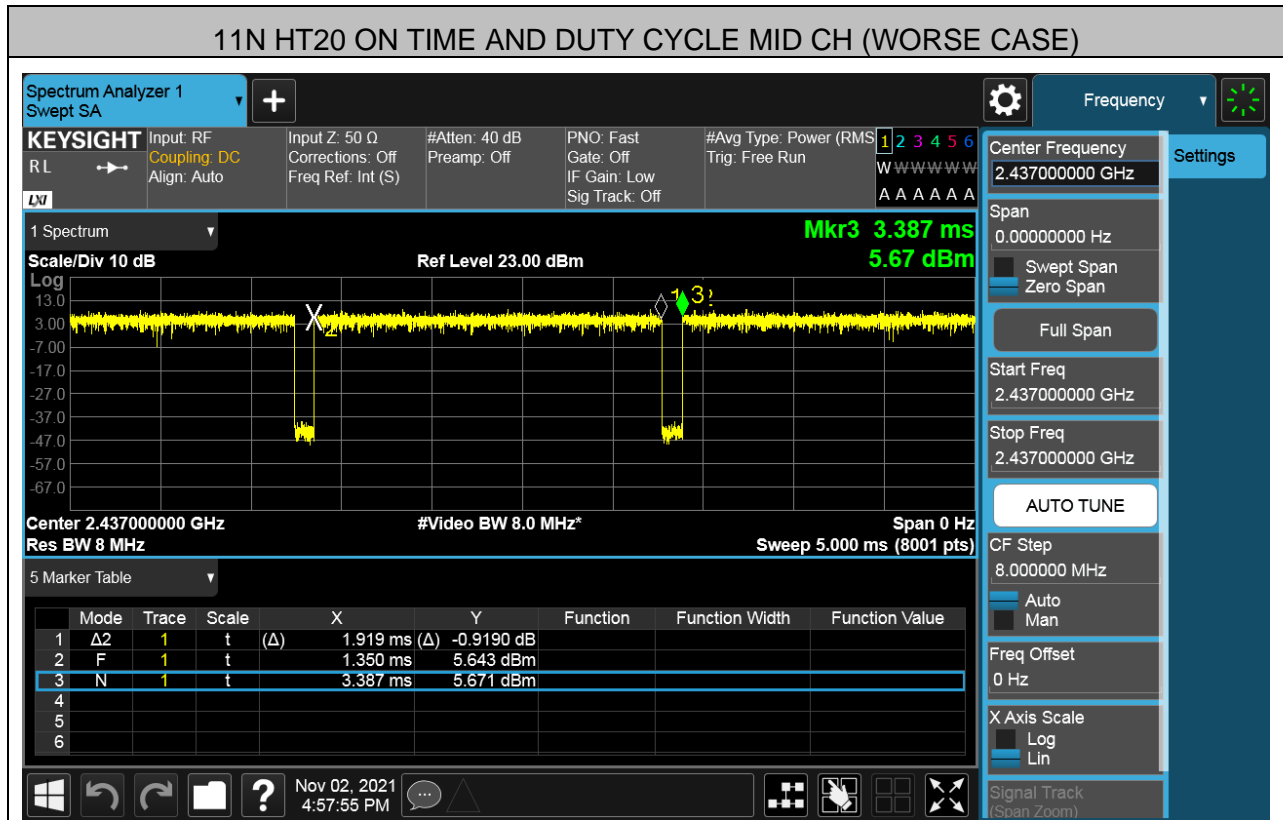 11N HT20 ON TIME AND DUTY CYCLE MID CH (WORSE CASE)
Spectrum Analyzer 1
Swept SA
+
Frequency
KEYSIGHT
RL
LXI
Input: RF
Coupling: DC
Align: Auto
Input Z: 50 Ω
Corrections: Off
Freq Ref: Int (S)
#Atten: 40 dB
Preamp: Off
PNO: Fast
Gate: Off
IF Gain: Low
Sig Track: Off
#Avg Type: Power (RMS
Trig: Free Run
1 2 3 4 5 6
W W W W W W
A A A A A A
1 Spectrum
Mkr3 3.387 ms
Scale/Div 10 dB
Ref Level 23.00 dBm
5.67 dBm
Log
13.0
3.00
-7.00
-17.0
-27.0
-37.0
-47.0
-57.0
-67.0
X
2
1
3
Center 2.437000000 GHz
#Video BW 8.0 MHz*
Span 0 Hz
Res BW 8 MHz
Sweep 5.000 ms (8001 pts)
5 Marker Table
Mode Trace Scale X Y Function Function Width Function Value
1 Δ2 1 t (Δ) 1.919 ms (Δ) -0.9190 dB
2 F 1 t 1.350 ms 5.643 dBm
3 N 1 t 3.387 ms 5.671 dBm
4
5
6
?
Nov 02, 2021
4:57:55 PM
Center Frequency
2.437000000 GHz
Settings
Span
0.00000000 Hz
Swept Span
Zero Span
Full Span
Start Freq
2.437000000 GHz
Stop Freq
2.437000000 GHz
AUTO TUNE
CF Step
8.000000 MHz
Auto
Man
Freq Offset
0 Hz
X Axis Scale
Log
Lin
Signal Track
(Span Zoom)